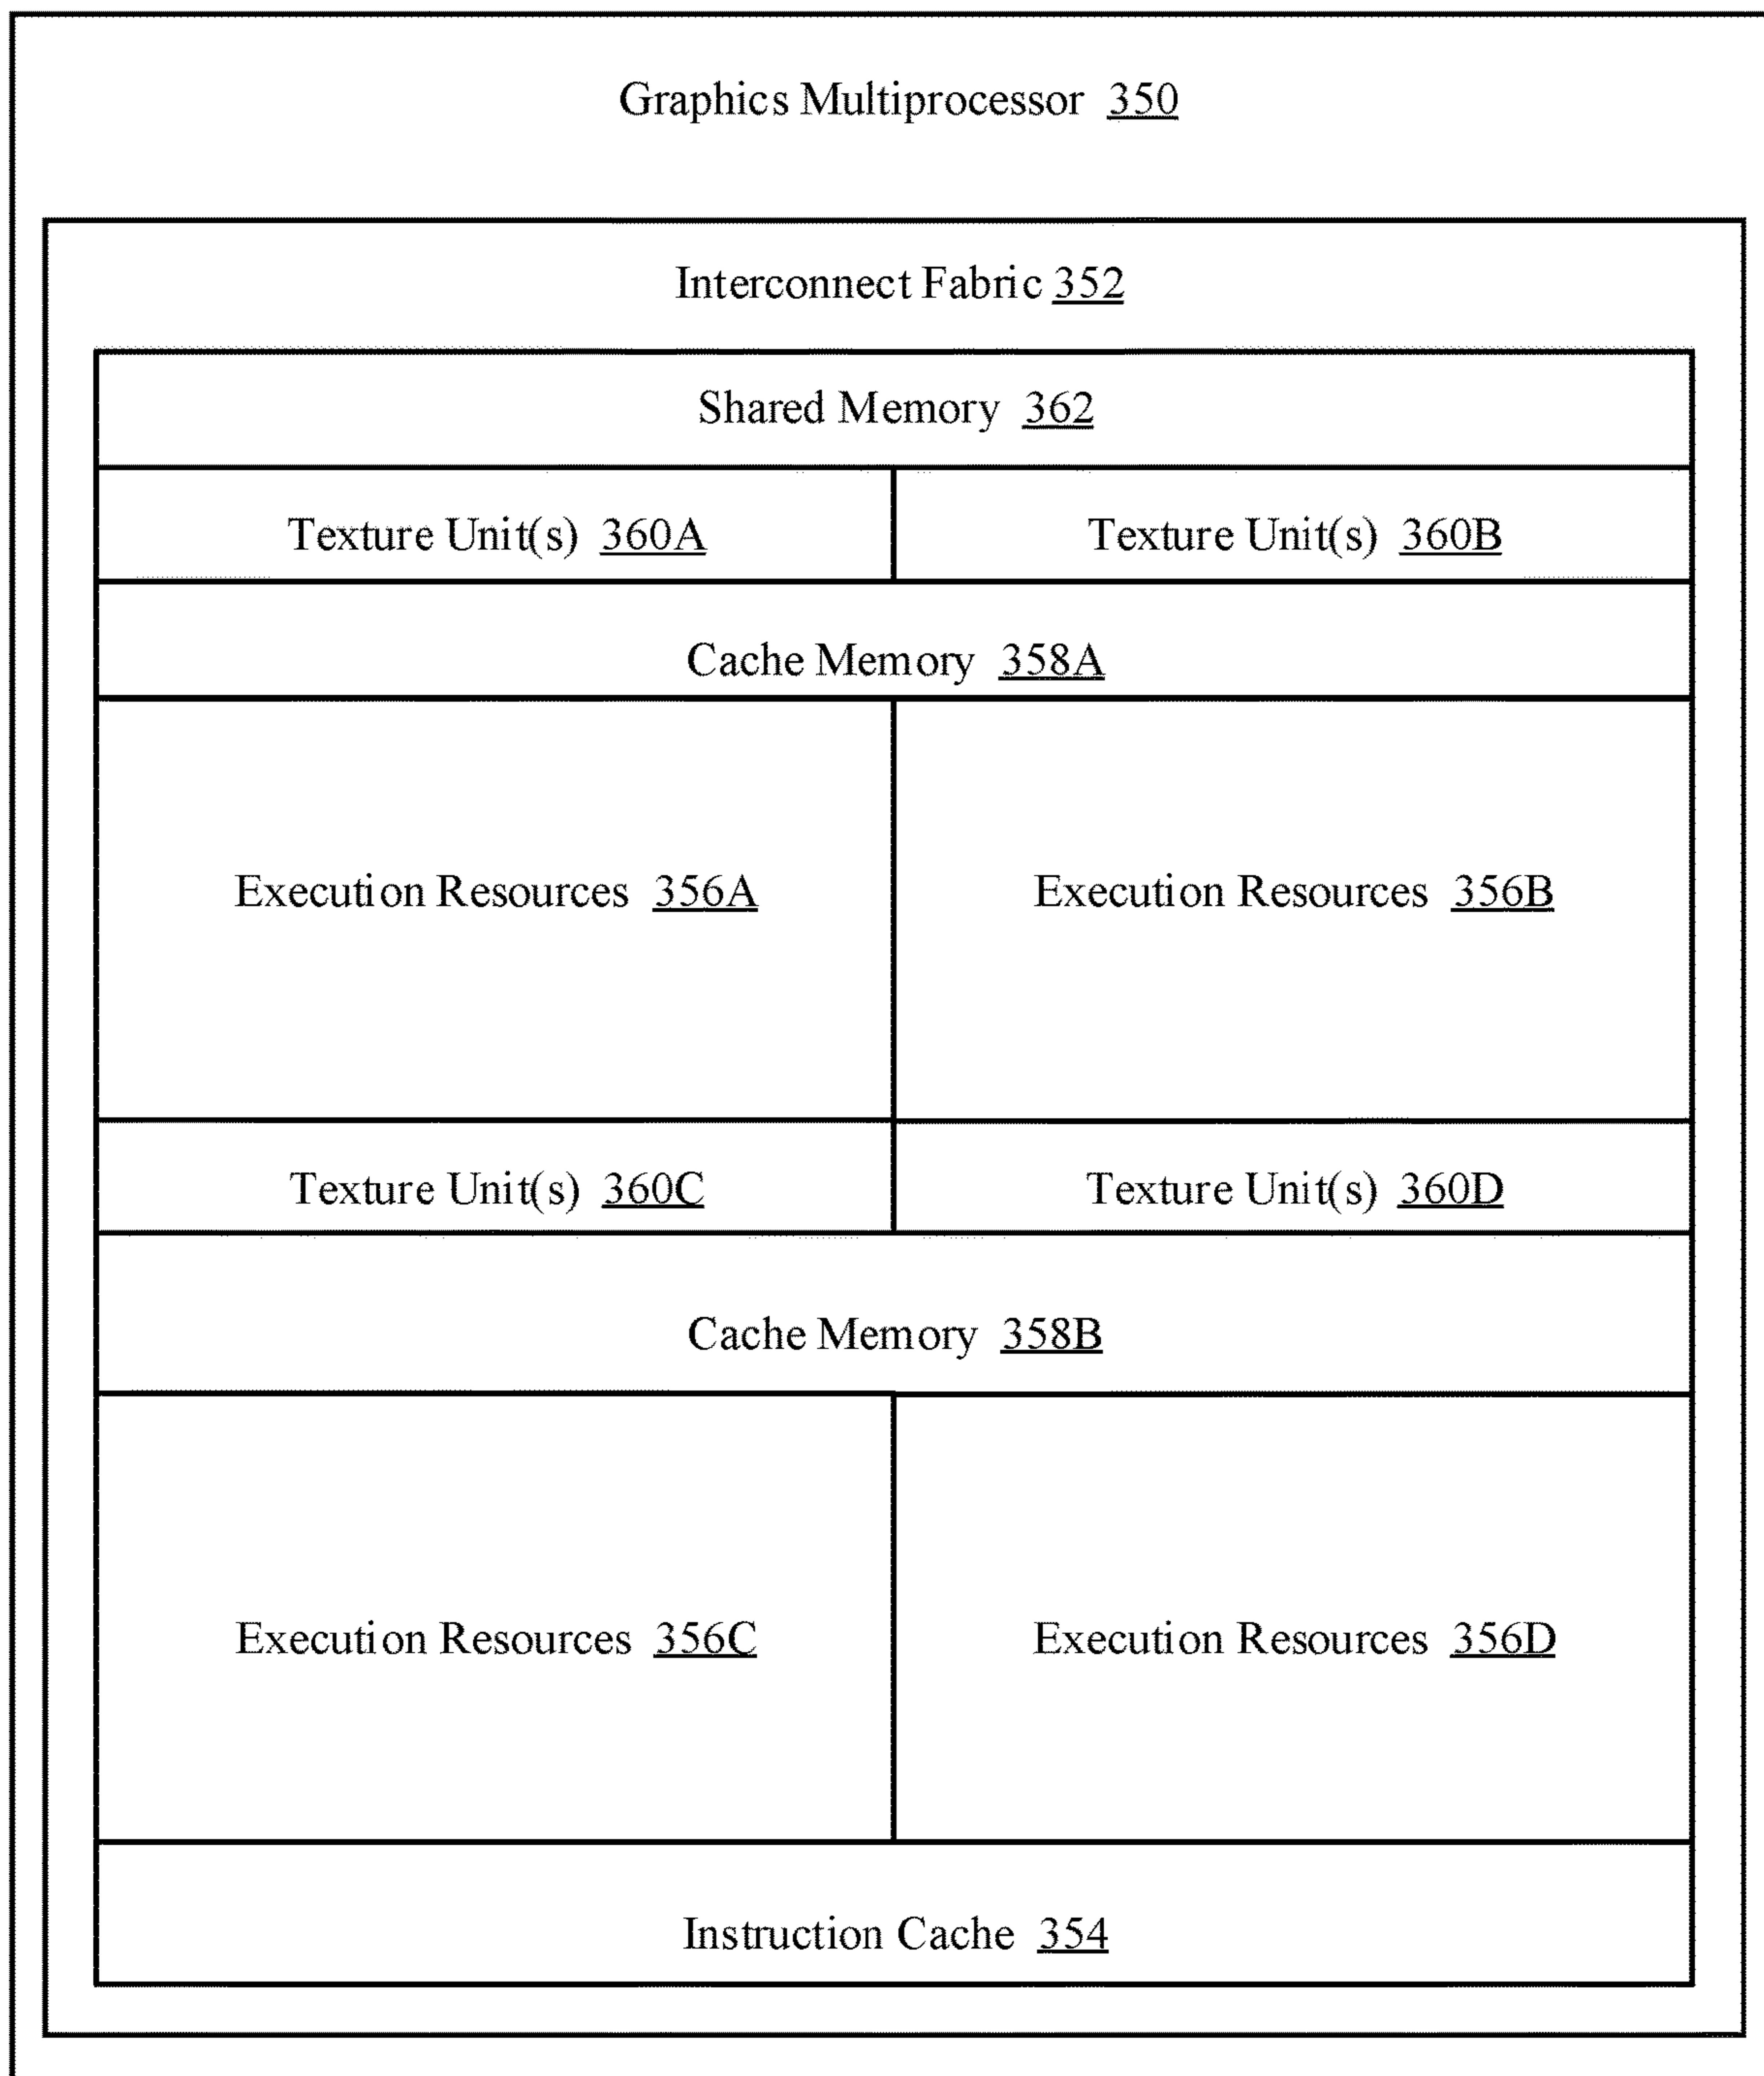 Graphics Multiprocessor 350
Interconnect Fabric 352
Shared Memory 362
Texture Unit(s) 360A
Texture Unit(s) 360B
Cache Memory 358A
Execution Resources 356A
Execution Resources 356B
Texture Unit(s) 360C
Texture Unit(s) 360D
Cache Memory 358B
Execution Resources 356C
Execution Resources 356D
Instruction Cache 354